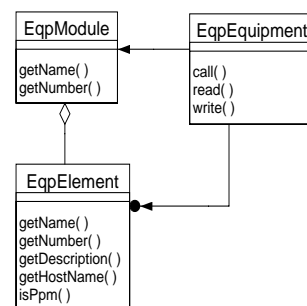 EqpModule
getName( )
getNumber( )
EqpEquipment
call( )
read( )
write( )
EqpElement
getName( )
getNumber( )
getDescription( )
getHostName( )
isPpm( )